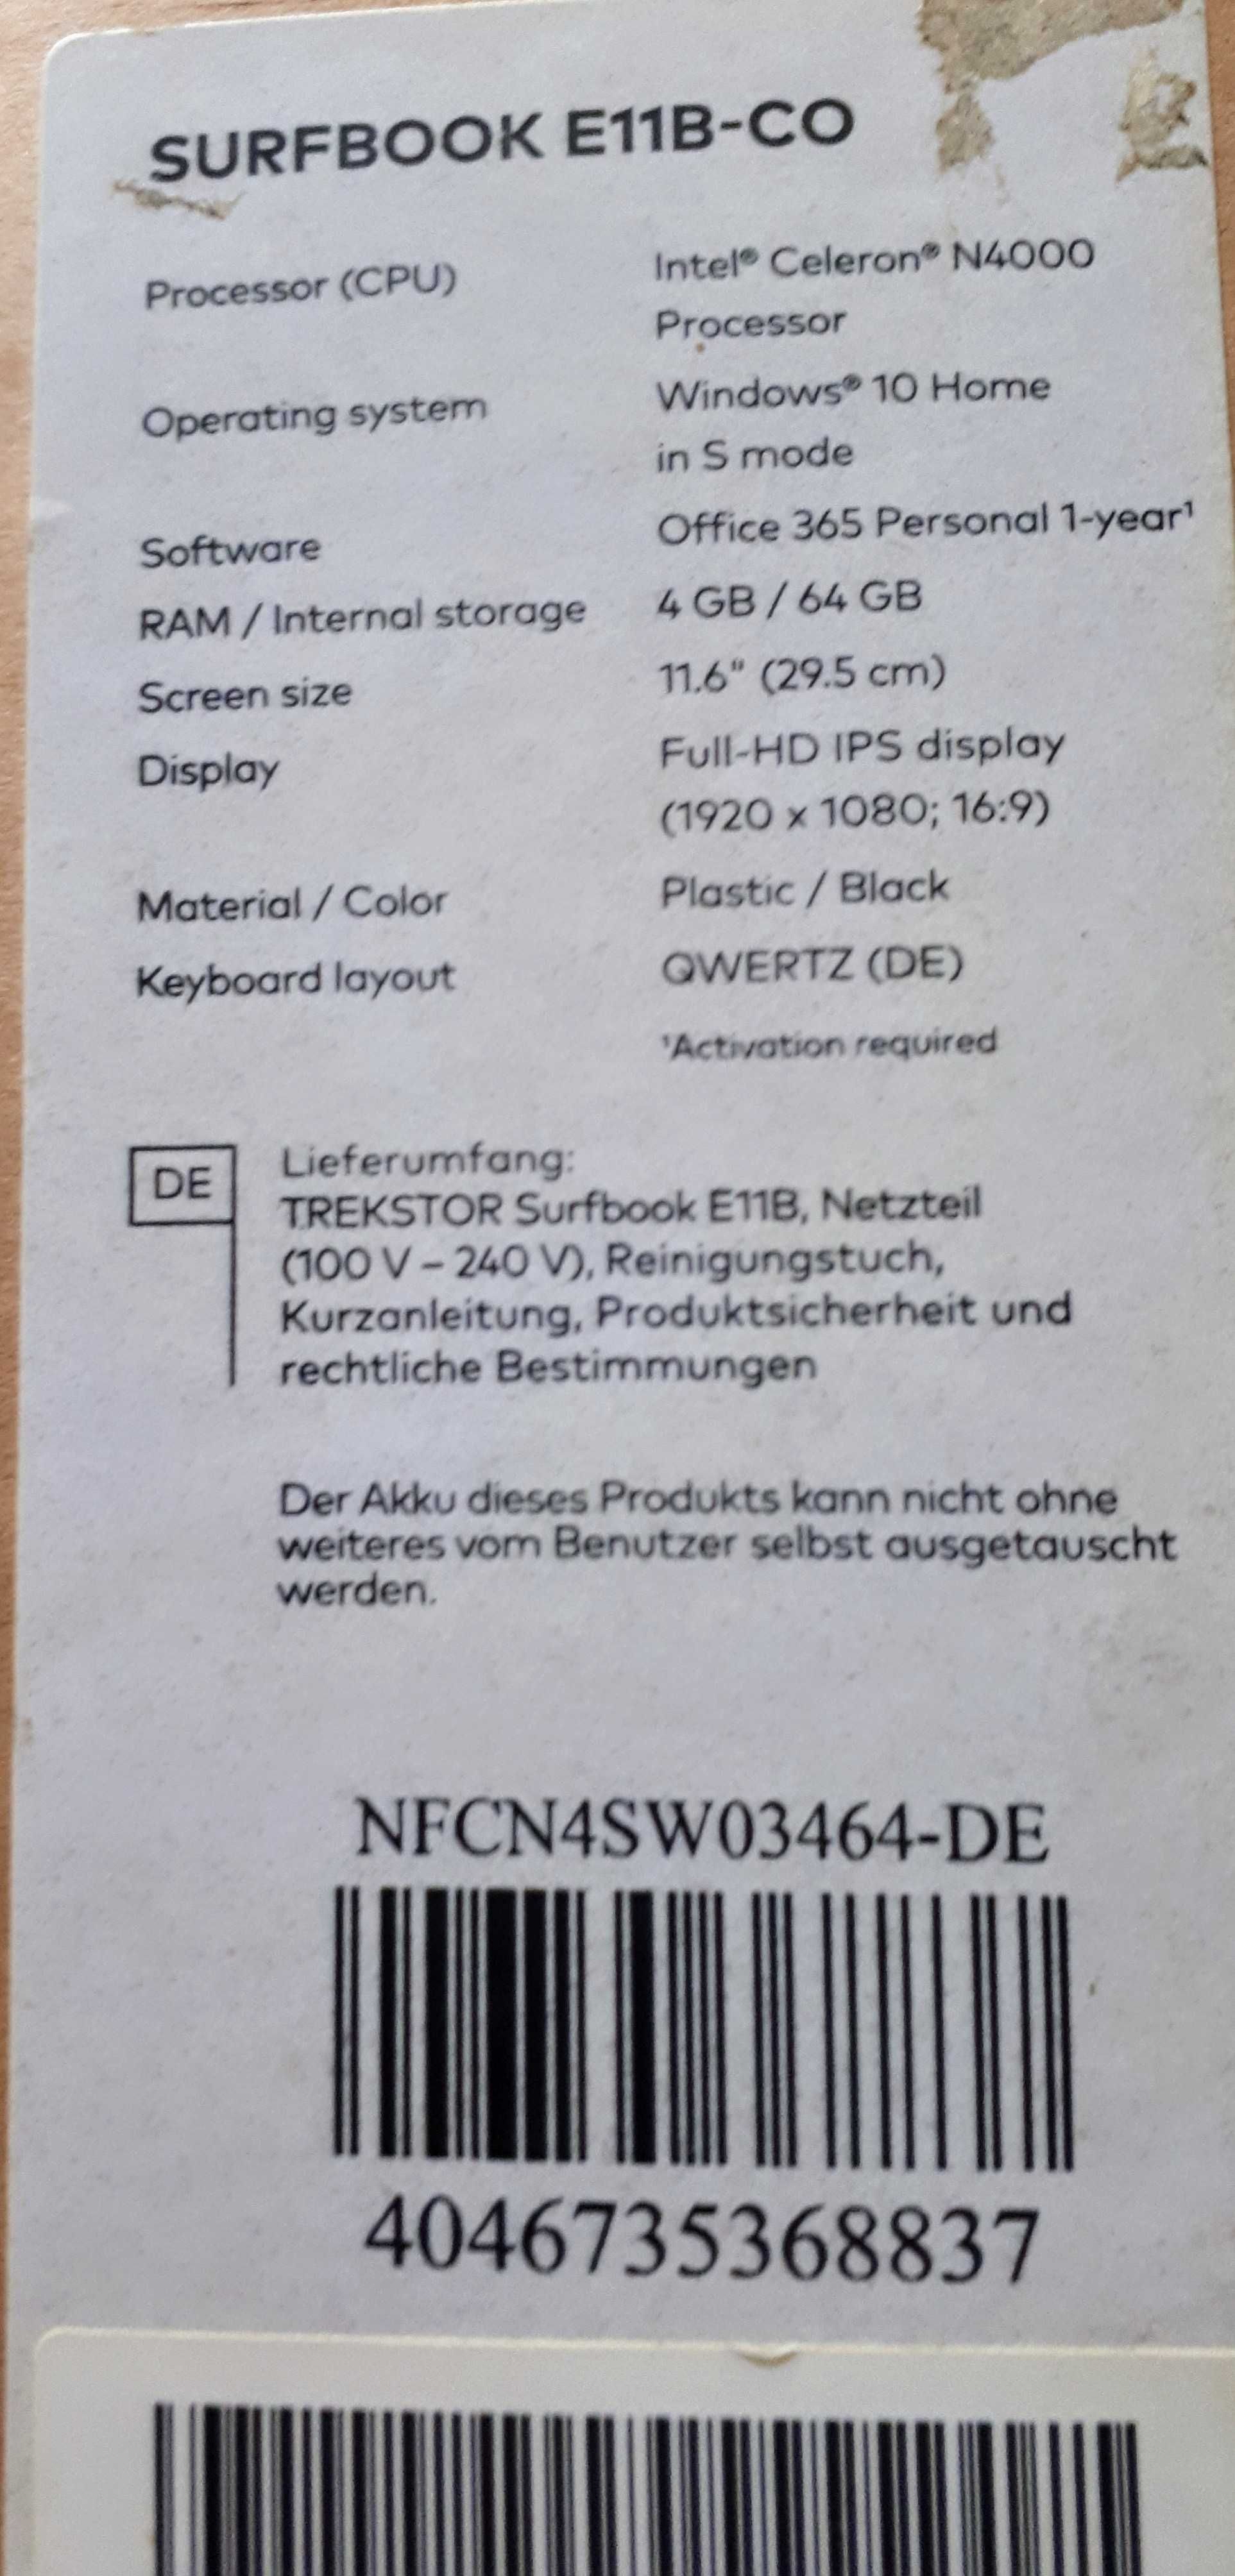 SURFBOOK E11B-CO
Processor (CPU) Intel® Celeron® N4000
Processor
Operating system Windows® 10 Home
in S mode
Software Office 365 Personal 1-year¹
RAM / Internal storage 4 GB / 64 GB
Screen size 11.6" (29.5 cm)
Display Full-HD IPS display
(1920 x 1080; 16:9)
Material / Color Plastic / Black
Keyboard layout QWERTZ (DE)
¹Activation required
DE
Lieferumfang:
TREKSTOR Surfbook E11B, Netzteil
(100 V – 240 V), Reinigungstuch,
Kurzanleitung, Produktsicherheit und
rechtliche Bestimmungen
Der Akku dieses Produkts kann nicht ohne
weiteres vom Benutzer selbst ausgetauscht
werden.
NFCN4SW03464-DE
4046735368837